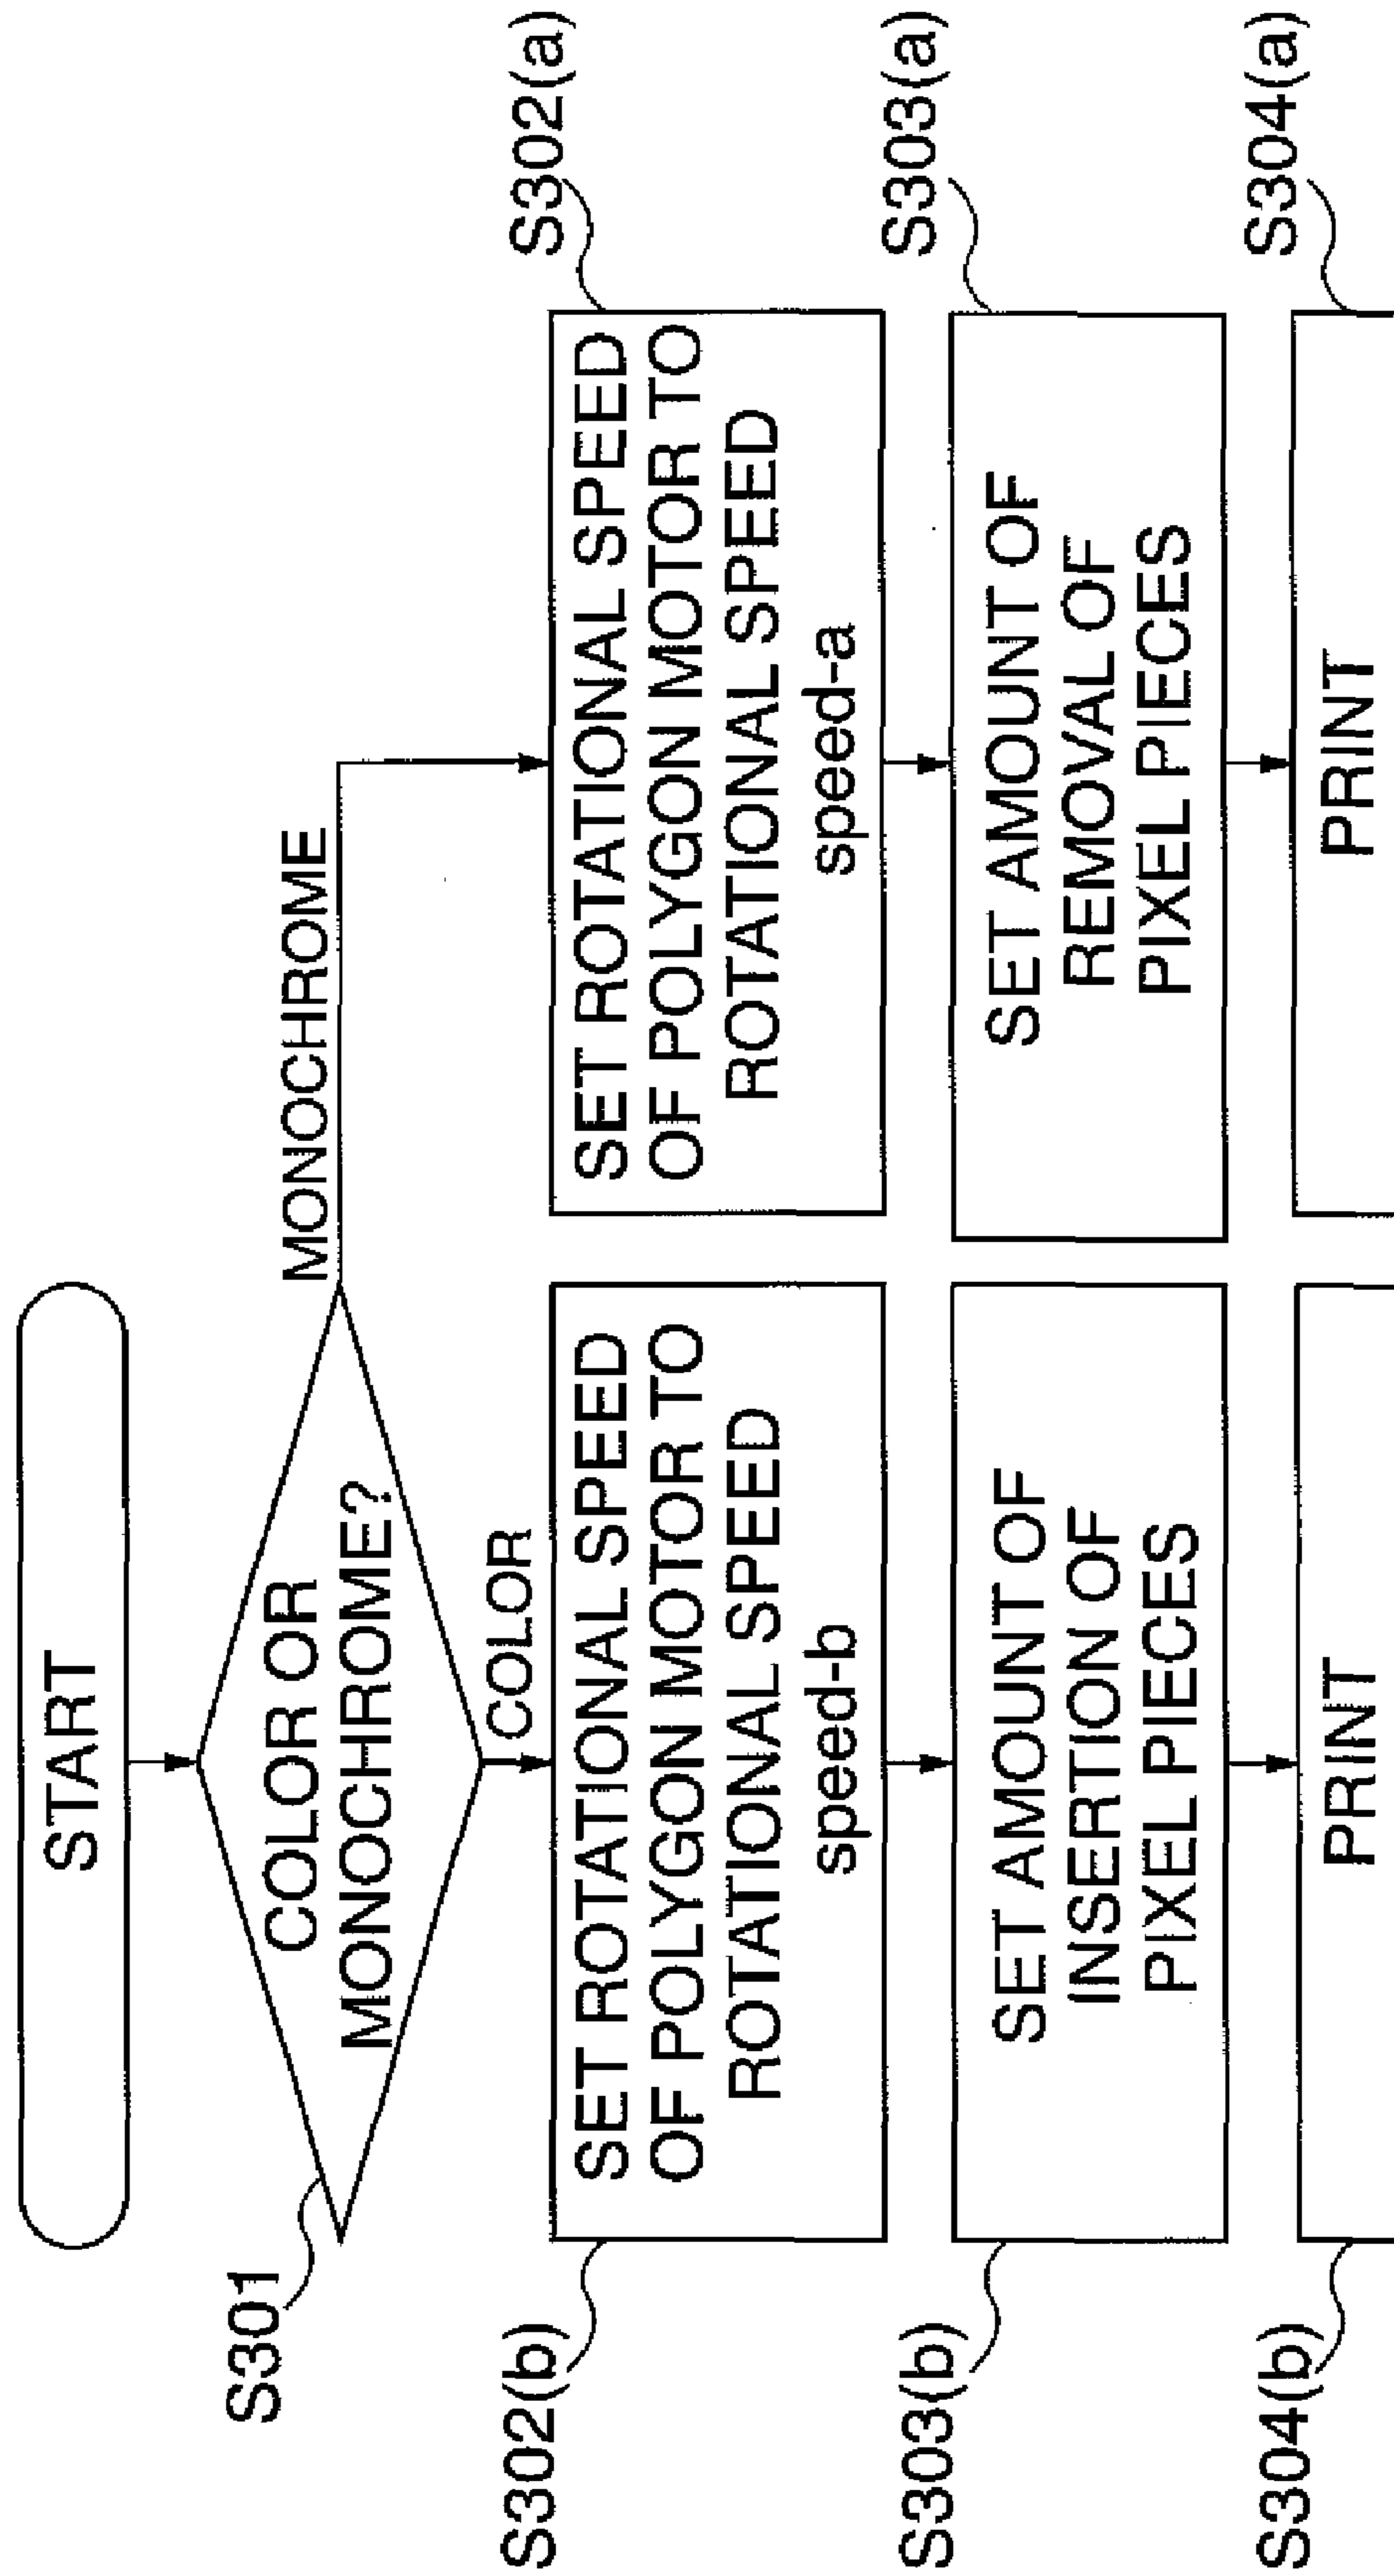 START
S301
COLOR OR
MONOCHROME?
MONOCHROME
COLOR
S302(b)
SET ROTATIONAL SPEED
OF POLYGON MOTOR TO
ROTATIONAL SPEED
speed-b
S302(a)
SET ROTATIONAL SPEED
OF POLYGON MOTOR TO
ROTATIONAL SPEED
speed-a
S303(b)
SET AMOUNT OF
INSERTION OF
PIXEL PIECES
S303(a)
SET AMOUNT OF
REMOVAL OF
PIXEL PIECES
S304(b)
PRINT
S304(a)
PRINT